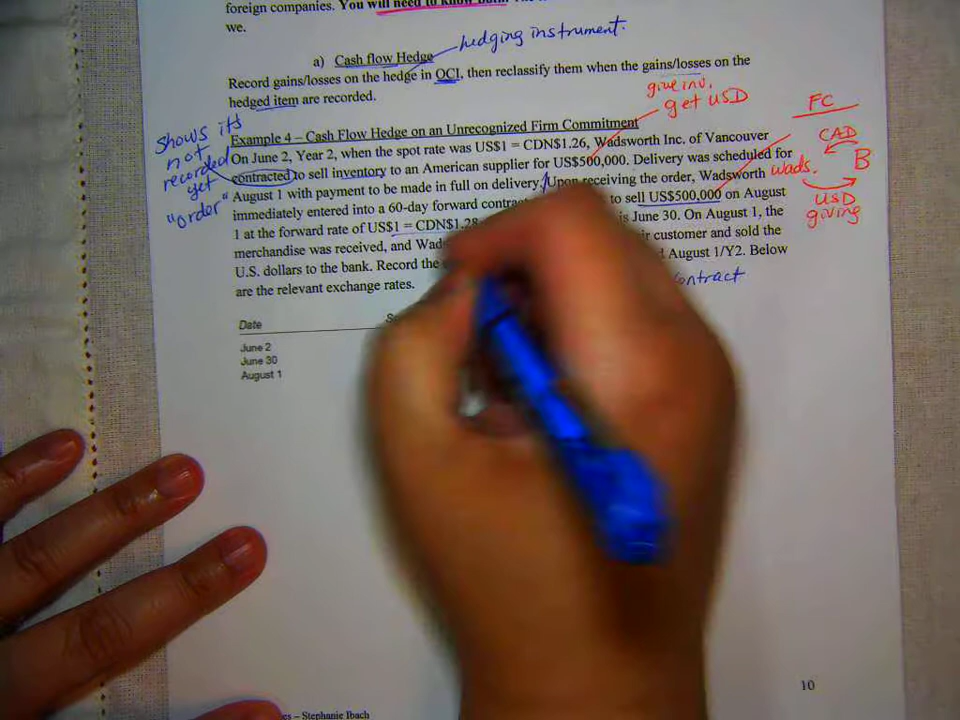 foreign companies. You will need to know both.
we.
a) Cash flow Hedge
hedging instrument.
Record gains/losses on the hedge in OCI, then reclassify them when the gains/losses on the
hedged item are recorded.
give inv.
get USD
FC
CAD
B
wads.
USD
giving
shows it's
not
recorded
yet
"order"
Example 4 – Cash Flow Hedge on an Unrecognized Firm Commitment
On June 2, Year 2, when the spot rate was US$1 = CDN$1.26, Wadsworth Inc. of Vancouver
contracted to sell inventory to an American supplier for US$500,000. Delivery was scheduled for
August 1 with payment to be made in full on delivery. Upon receiving the order, Wadsworth
immediately entered into a 60-day forward to sell US$500,000 on August
1 at the forward rate of US$1 = CDN$1.28 is June 30. On August 1, the
merchandise was received, and customer and sold the
U.S. dollars to the bank. Record the August 1/Y2. Below
are the relevant exchange rates.
contract
Date
June 2
June 30
August 1
10
– Stephanie Ibach